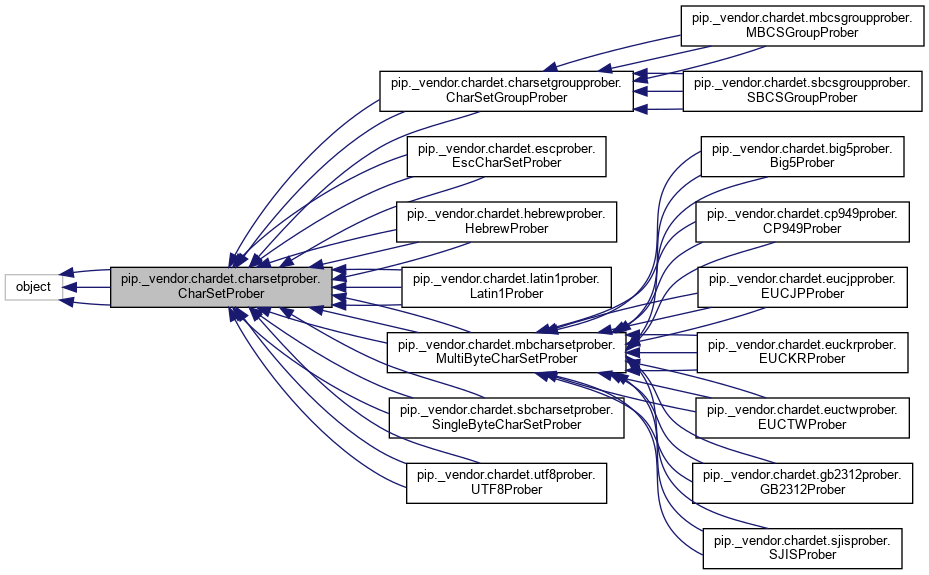 object
pip._vendor.chardet.charsetprober.
CharSetProber
pip._vendor.chardet.charsetgroupprober.
CharSetGroupProber
pip._vendor.chardet.escprober.
EscCharSetProber
pip._vendor.chardet.hebrewprober.
HebrewProber
pip._vendor.chardet.latin1prober.
Latin1Prober
pip._vendor.chardet.mbcharsetprober.
MultiByteCharSetProber
pip._vendor.chardet.sbcharsetprober.
SingleByteCharSetProber
pip._vendor.chardet.utf8prober.
UTF8Prober
pip._vendor.chardet.mbcsgroupprober.
MBCSGroupProber
pip._vendor.chardet.sbcsgroupprober.
SBCSGroupProber
pip._vendor.chardet.big5prober.
Big5Prober
pip._vendor.chardet.cp949prober.
CP949Prober
pip._vendor.chardet.eucjpprober.
EUCJPProber
pip._vendor.chardet.euckrprober.
EUCKRProber
pip._vendor.chardet.euctwprober.
EUCTWProber
pip._vendor.chardet.gb2312prober.
GB2312Prober
pip._vendor.chardet.sjisprober.
SJISProber